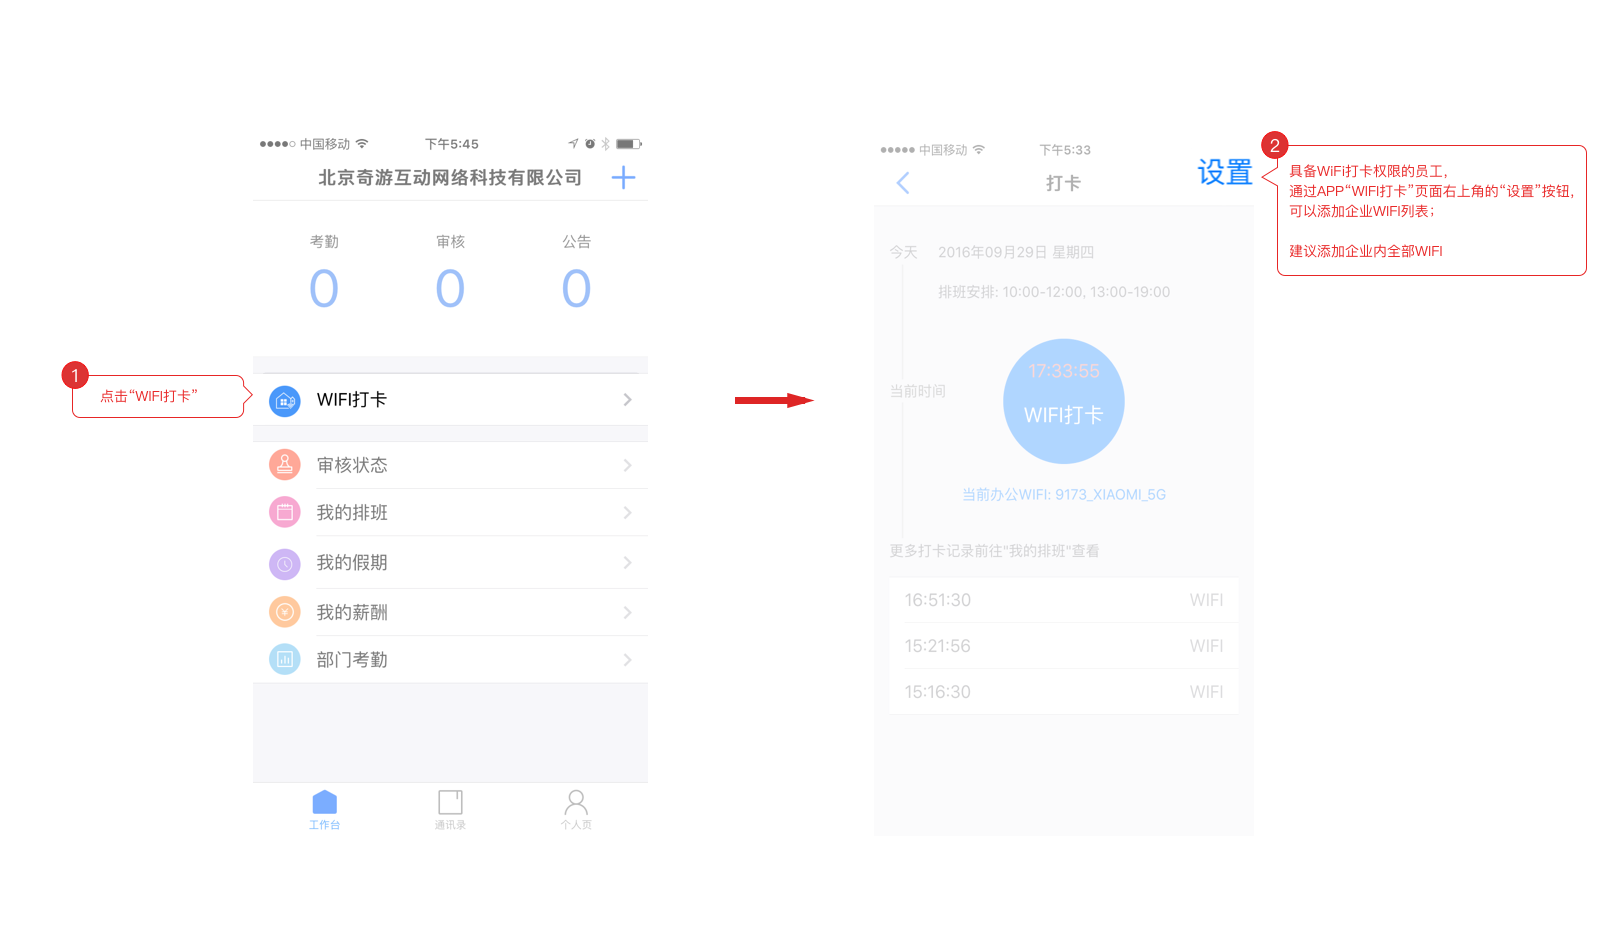 中国移动 下午5:45
北京奇游互动网络科技有限公司
考勤 审核 公告
0 0 0
1
点击“WIFI打卡”
WIFI打卡
审核状态
我的排班
我的假期
我的薪酬
部门考勤
工作台 通讯录 个人页
中国移动 下午5:33
打卡 设置
今天 2016年09月29日 星期四
排班安排: 10:00-12:00, 13:00-19:00
17:33:55
当前时间
WIFI打卡
当前办公WIFI: 9173_XIAOMI_5G
更多打卡记录前往"我的排班"查看
16:51:30 WIFI
15:21:56 WIFI
15:16:30 WIFI
2
具备WiFi打卡权限的员工,
通过APP“WIFI打卡”页面右上角的“设置”按钮,
可以添加企业WIFI列表;
建议添加企业内全部WIFI